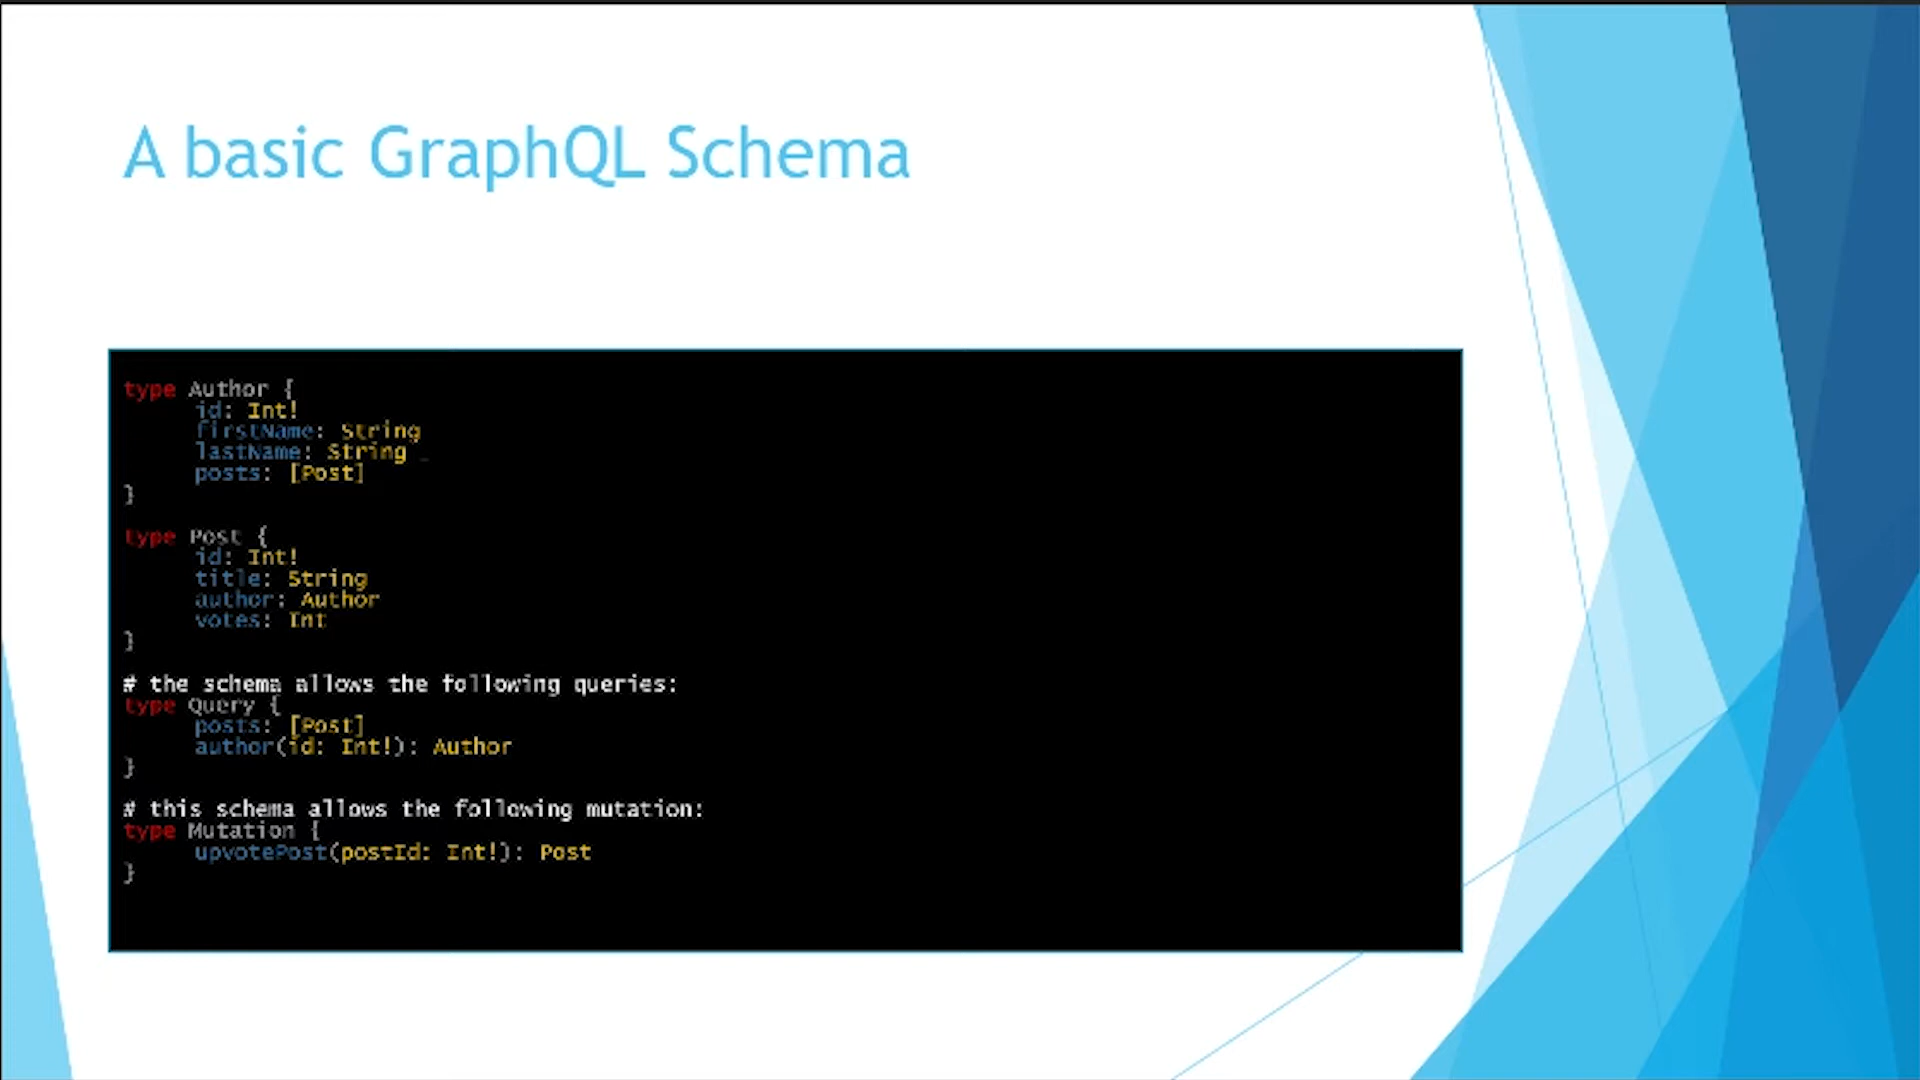 A basic GraphQL Schema
type Author {
id: Int!
firstName: String
lastName: String
posts: [Post]
}
type Post {
id: Int!
title: String
author: Author
votes: Int
}
# the schema allows the following queries:
type Query {
posts: [Post]
author(id: Int!): Author
}
# this schema allows the following mutation:
type Mutation {
upvotePost(postId: Int!): Post
}